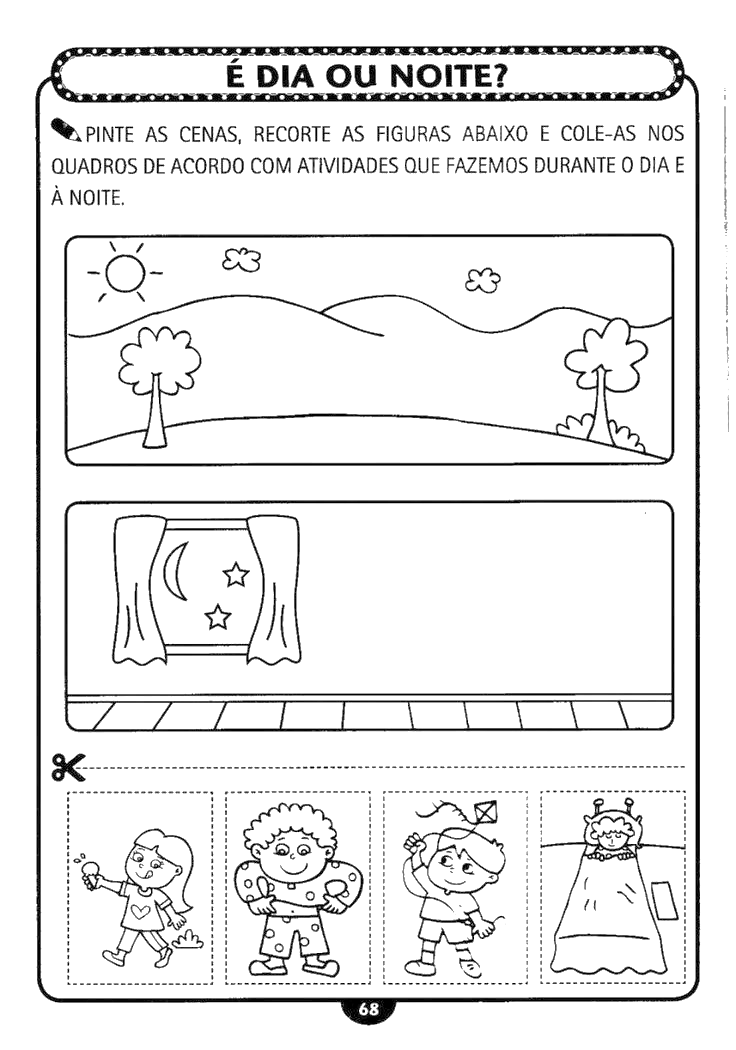 É DIA OU NOITE?
PINTE AS CENAS, RECORTE AS FIGURAS ABAIXO E COLE-AS NOS
QUADROS DE ACORDO COM ATIVIDADES QUE FAZEMOS DURANTE O DIA E
À NOITE.
68